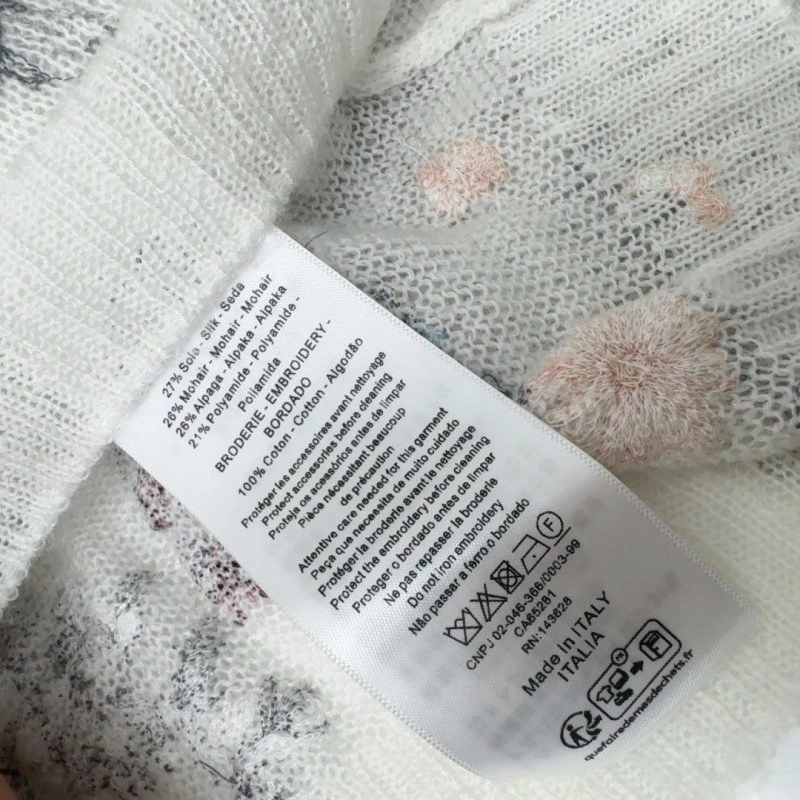 27% Soie - Silk - Seda
26% Mohair - Mohair - Mohair
26% Alpaga - Alpaka - Alpaka
21% Polyamide - Polyamide -
Poliamida
BRODERIE - EMBROIDERY -
BORDADO
100% Coton - Cotton - Algodão
Protéger les accessoires avant nettoyage
Protect accessories before cleaning
Proteja os acessórios antes de limpar
Pièce nécessitant beaucoup
de précaution
Attentive care needed for this garment
Peça que necessita de muito cuidado
Protéger la broderie avant le nettoyage
Protect the embroidery before cleaning
Proteger o bordado antes de limpar
Ne pas repasser la broderie
Do not iron embroidery
Não passar a ferro o bordado
F
CNPJ 02-046-366/0003-99
CA65281
RN:143628
Made in ITALY
ITALIA
quefairedemesdechets.fr